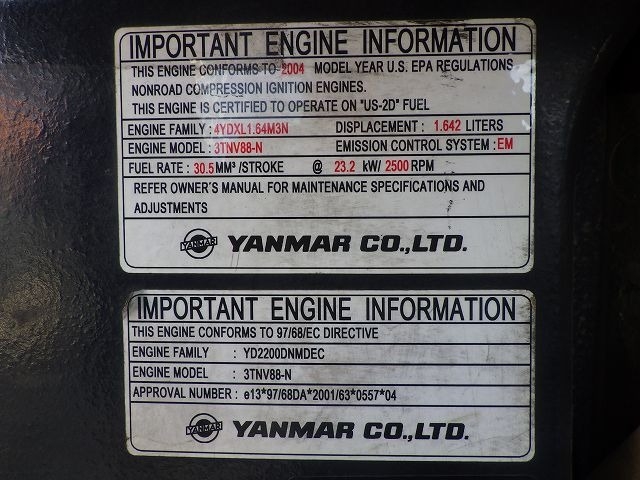 IMPORTANT ENGINE INFORMATION
THIS ENGINE CONFORMS TO 2004 MODEL YEAR U.S. EPA REGULATIONS
NONROAD COMPRESSION IGNITION ENGINES.
THIS ENGINE IS CERTIFIED TO OPERATE ON "US-2D" FUEL
ENGINE FAMILY : 4YDXL1.64M3N DISPLACEMENT : 1.642 LITERS
ENGINE MODEL : 3TNV88-N EMISSION CONTROL SYSTEM : EM
FUEL RATE : 30.5 MM³ /STROKE @ 23.2 kW/ 2500 RPM
REFER OWNER'S MANUAL FOR MAINTENANCE SPECIFICATIONS AND
ADJUSTMENTS
YANMAR YANMAR CO.,LTD.
IMPORTANT ENGINE INFORMATION
THIS ENGINE CONFORMS TO 97/68/EC DIRECTIVE
ENGINE FAMILY : YD2200DNMDEC
ENGINE MODEL : 3TNV88-N
APPROVAL NUMBER : e13*97/68DA*2001/63*0557*04
YANMAR YANMAR CO.,LTD.